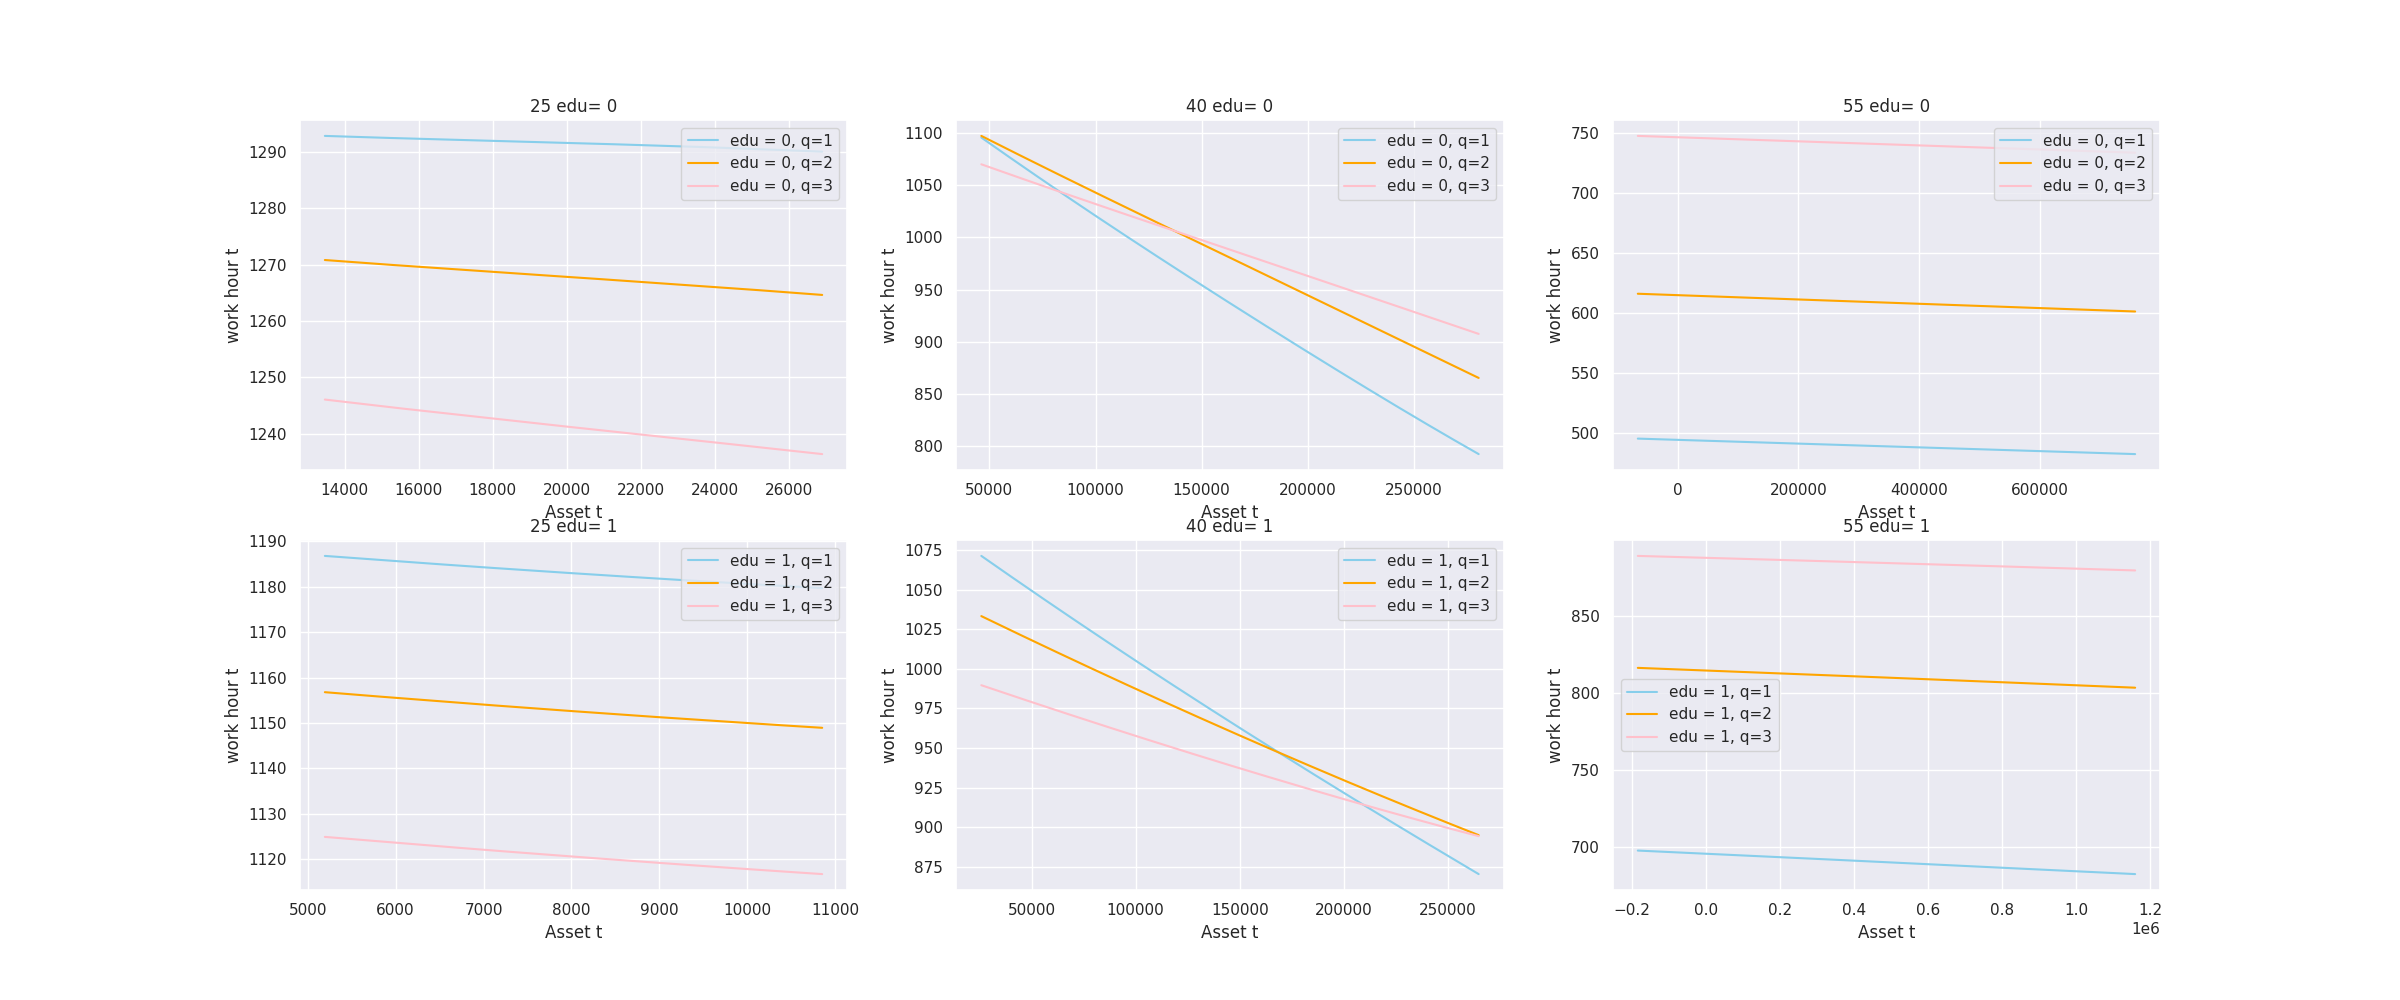 25 edu= 0
work hour t
1290
1280
1270
1260
1250
1240
14000 16000 18000 20000 22000 24000 26000
Asset t
edu = 0, q=1
edu = 0, q=2
edu = 0, q=3
40 edu= 0
work hour t
1100
1050
1000
950
900
850
800
50000 100000 150000 200000 250000
Asset t
edu = 0, q=1
edu = 0, q=2
edu = 0, q=3
55 edu= 0
work hour t
750
700
650
600
550
500
0 200000 400000 600000
Asset t
edu = 0, q=1
edu = 0, q=2
edu = 0, q=3
25 edu= 1
work hour t
1190
1180
1170
1160
1150
1140
1130
1120
5000 6000 7000 8000 9000 10000 11000
Asset t
edu = 1, q=1
edu = 1, q=2
edu = 1, q=3
40 edu= 1
work hour t
1075
1050
1025
1000
975
950
925
900
875
50000 100000 150000 200000 250000
Asset t
edu = 1, q=1
edu = 1, q=2
edu = 1, q=3
55 edu= 1
work hour t
850
800
750
700
−0.2 0.0 0.2 0.4 0.6 0.8 1.0 1.2
1e6
Asset t
edu = 1, q=1
edu = 1, q=2
edu = 1, q=3